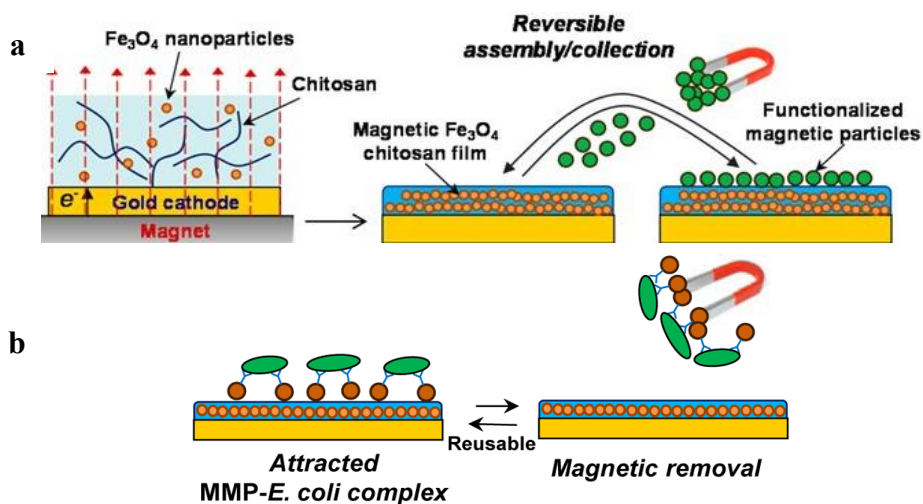 a
Fe₃O₄ nanoparticles
Chitosan
e⁻
Gold cathode
Magnet
Reversible
assembly/collection
Magnetic Fe₃O₄
chitosan film
Functionalized
magnetic particles
b
Attracted
MMP-E. coli complex
Reusable
Magnetic removal